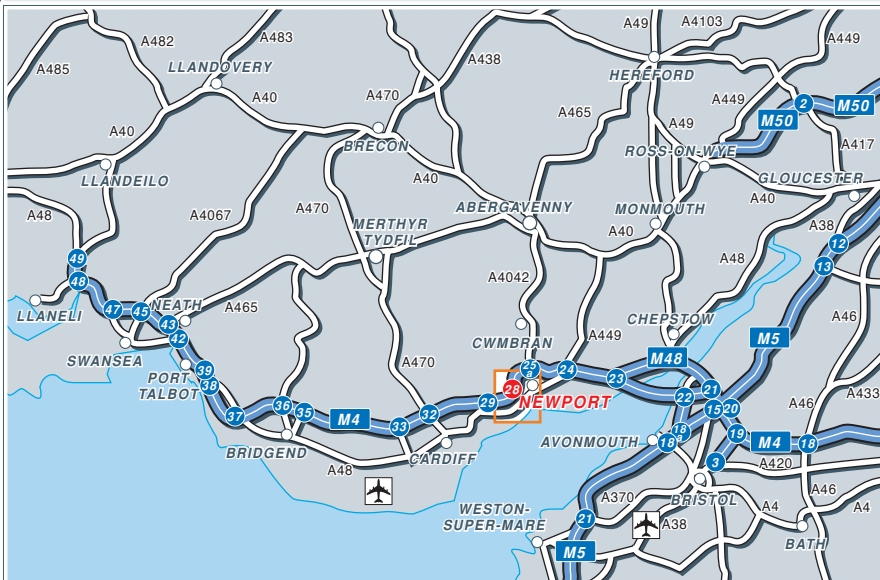 A482
A483
A438
A49
A4103
A449
A485
LLANDOVERY
HEREFORD
A40
A470
A465
A449
2
M50
M50
A49
A40
BRECON
ROSS-ON-WYE
A417
LLANDEILO
A40
GLOUCESTER
A48
A4067
A470
ABERGAVENNY
MONMOUTH
A40
MERTHYR
TYDFIL
A40
A38
12
A48
49
A4042
13
48
LLANELI
47
45
NEATH
A465
CHEPSTOW
A46
43
42
CWMBRAN
A449
M5
SWANSEA
A470
M48
PORT
TALBOT
39
38
25
a
24
23
28
NEWPORT
21
22
A46
A433
37
36
35
M4
33
32
29
15
20
18
a
18
19
M4
18
AVONMOUTH
BRIDGEND
CARDIFF
A48
3
A420
A370
BRISTOL
A46
A4
A4
WESTON-
SUPER-MARE
21
A38
BATH
M5